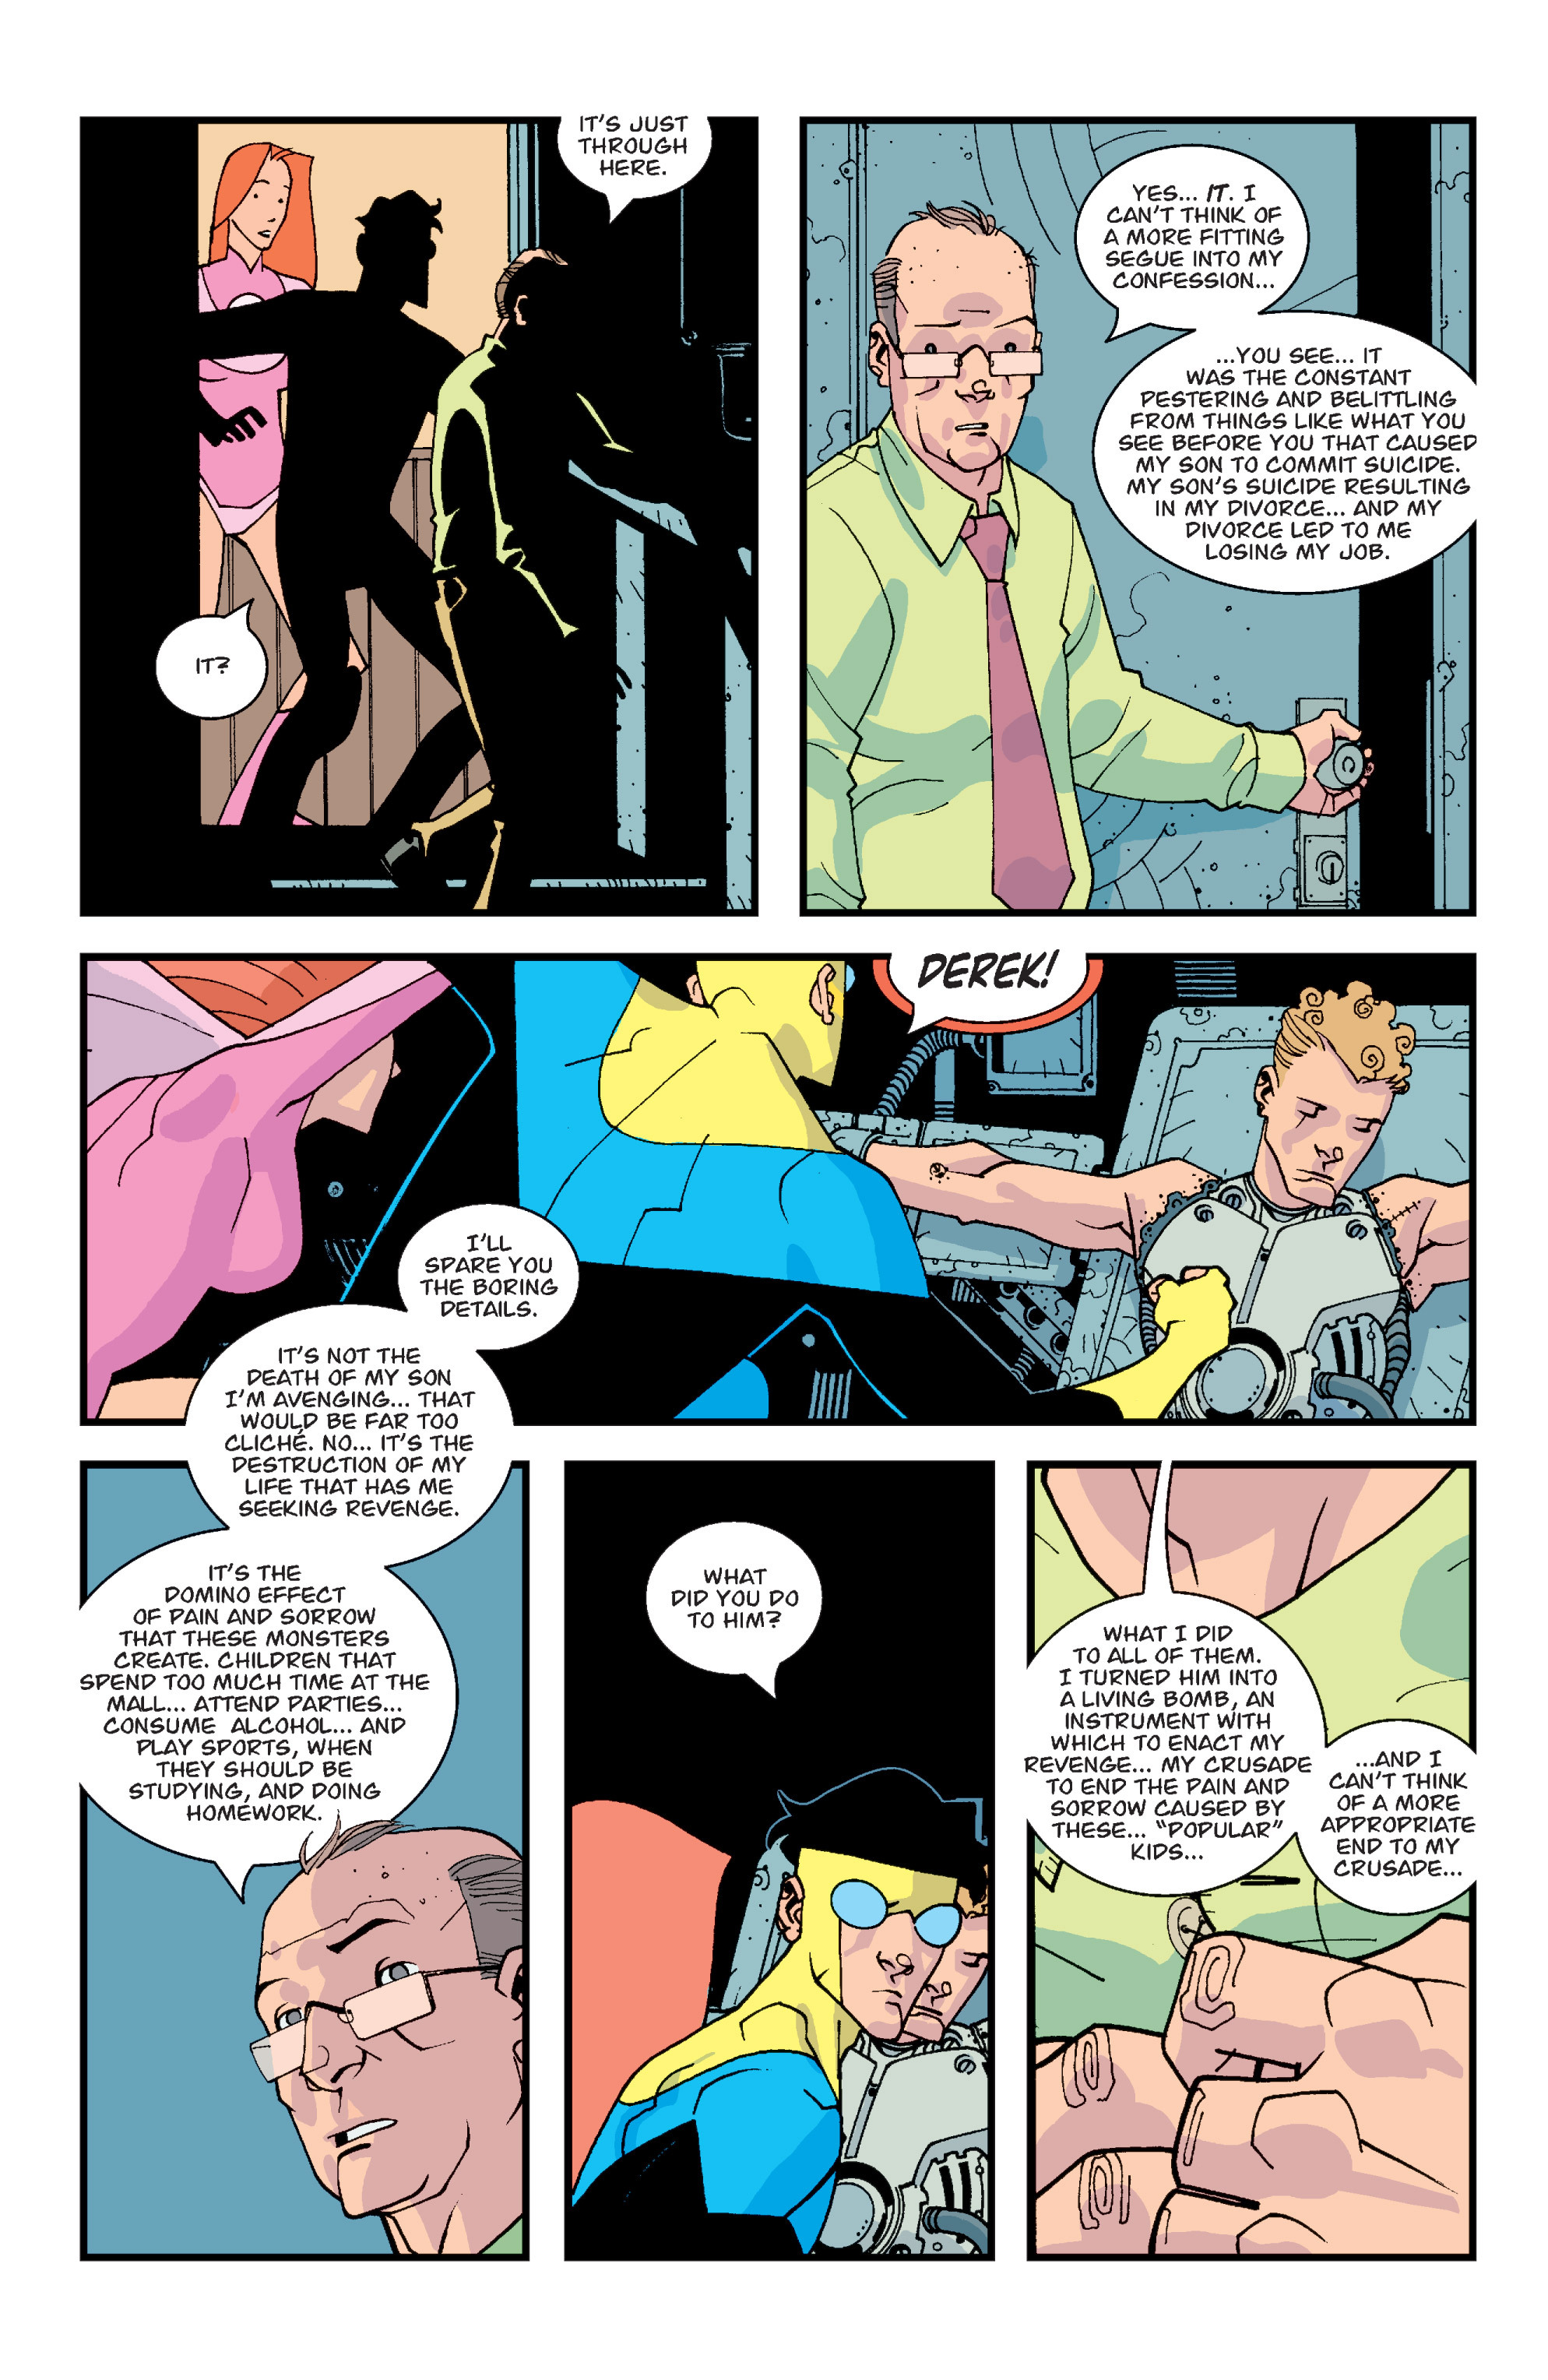 IT'S JUST
THROUGH
HERE.
IT?
YES... IT. I
CAN'T THINK OF
A MORE FITTING
SEGUE INTO MY
CONFESSION...
...YOU SEE... IT
WAS THE CONSTANT
PESTERING AND BELITTLING
FROM THINGS LIKE WHAT YOU
SEE BEFORE YOU THAT CAUSED
MY SON TO COMMIT SUICIDE.
MY SON'S SUICIDE RESULTING
IN MY DIVORCE... AND MY
DIVORCE LED TO ME
LOSING MY JOB.
DEREK!
I'LL
SPARE YOU
THE BORING
DETAILS.
IT'S NOT THE
DEATH OF MY SON
I'M AVENGING... THAT
WOULD BE FAR TOO
CLICHÉ. NO... IT'S THE
DESTRUCTION OF MY
LIFE THAT HAS ME
SEEKING REVENGE.
IT'S THE
DOMINO EFFECT
OF PAIN AND SORROW
THAT THESE MONSTERS
CREATE. CHILDREN THAT
SPEND TOO MUCH TIME AT THE
MALL... ATTEND PARTIES...
CONSUME ALCOHOL... AND
PLAY SPORTS, WHEN
THEY SHOULD BE
STUDYING, AND DOING
HOMEWORK.
WHAT
DID YOU DO
TO HIM?
WHAT I DID
TO ALL OF THEM.
I TURNED HIM INTO
A LIVING BOMB, AN
INSTRUMENT WITH
WHICH TO ENACT MY
REVENGE... MY CRUSADE
TO END THE PAIN AND
SORROW CAUSED BY
THESE... "POPULAR"
KIDS...
...AND I
CAN'T THINK
OF A MORE
APPROPRIATE
END TO MY
CRUSADE...